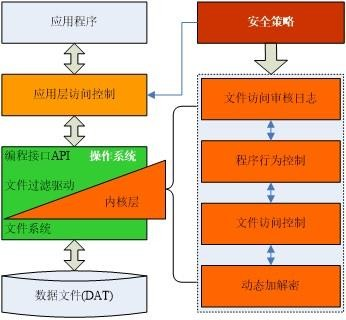 应用程序
安全策略
应用层访问控制
文件访问审核日志
编程接口API
操作系统
程序行为控制
文件过滤驱动
内核层
文件系统
文件访问控制
数据文件(DAT)
动态加解密